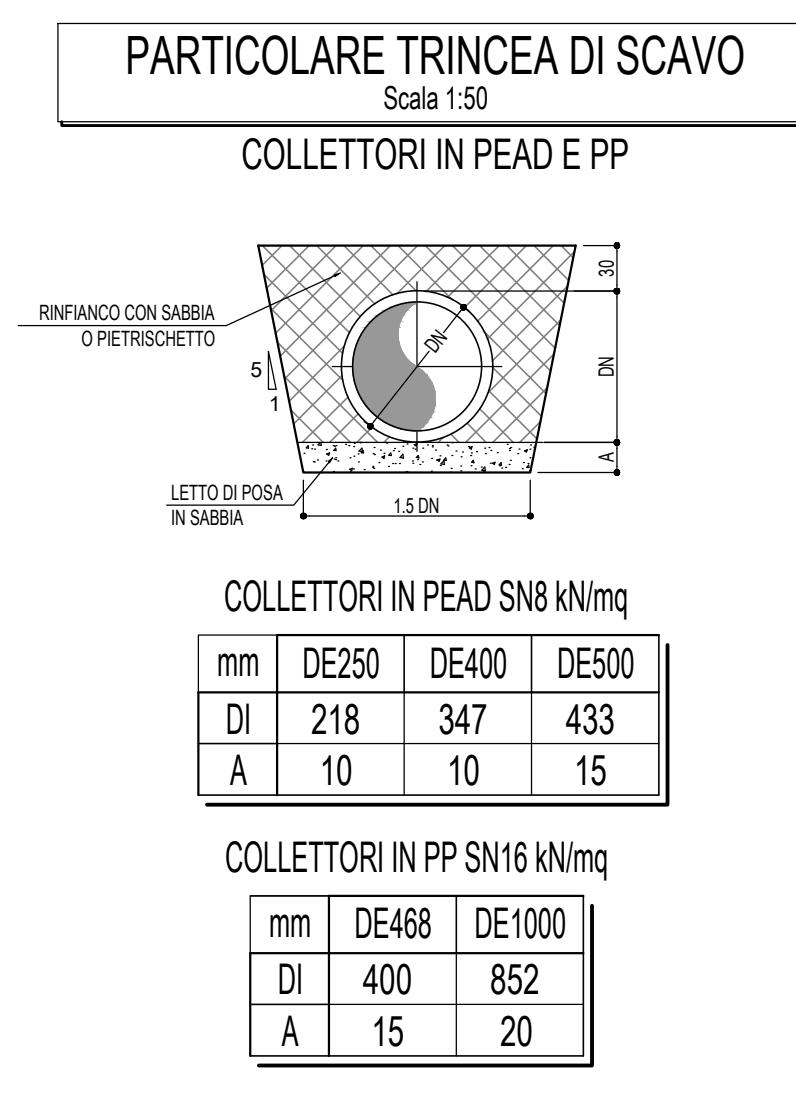 PARTICOLARE TRINCEA DI SCAVO
Scala 1:50
COLLETTORI IN PEAD E PP
30
RINFIANCO CON SABBIA
O PIETRISCHETTO
DN
DN
5
1
A
LETTO DI POSA
IN SABBIA
1.5 DN
COLLETTORI IN PEAD SN8 kN/mq
mm DE250 DE400 DE500
DI 218 347 433
A 10 10 15
COLLETTORI IN PP SN16 kN/mq
mm DE468 DE1000
DI 400 852
A 15 20